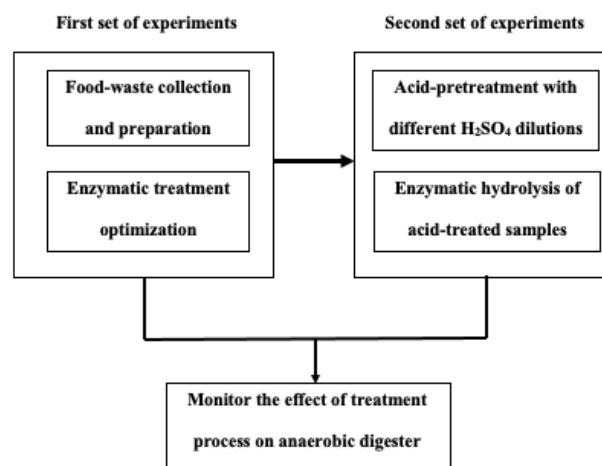 First set of experiments
Food-waste collection
and preparation
Enzymatic treatment
optimization
Second set of experiments
Acid-pretreatment with
different H₂SO₄ dilutions
Enzymatic hydrolysis of
acid-treated samples
Monitor the effect of treatment
process on anaerobic digester